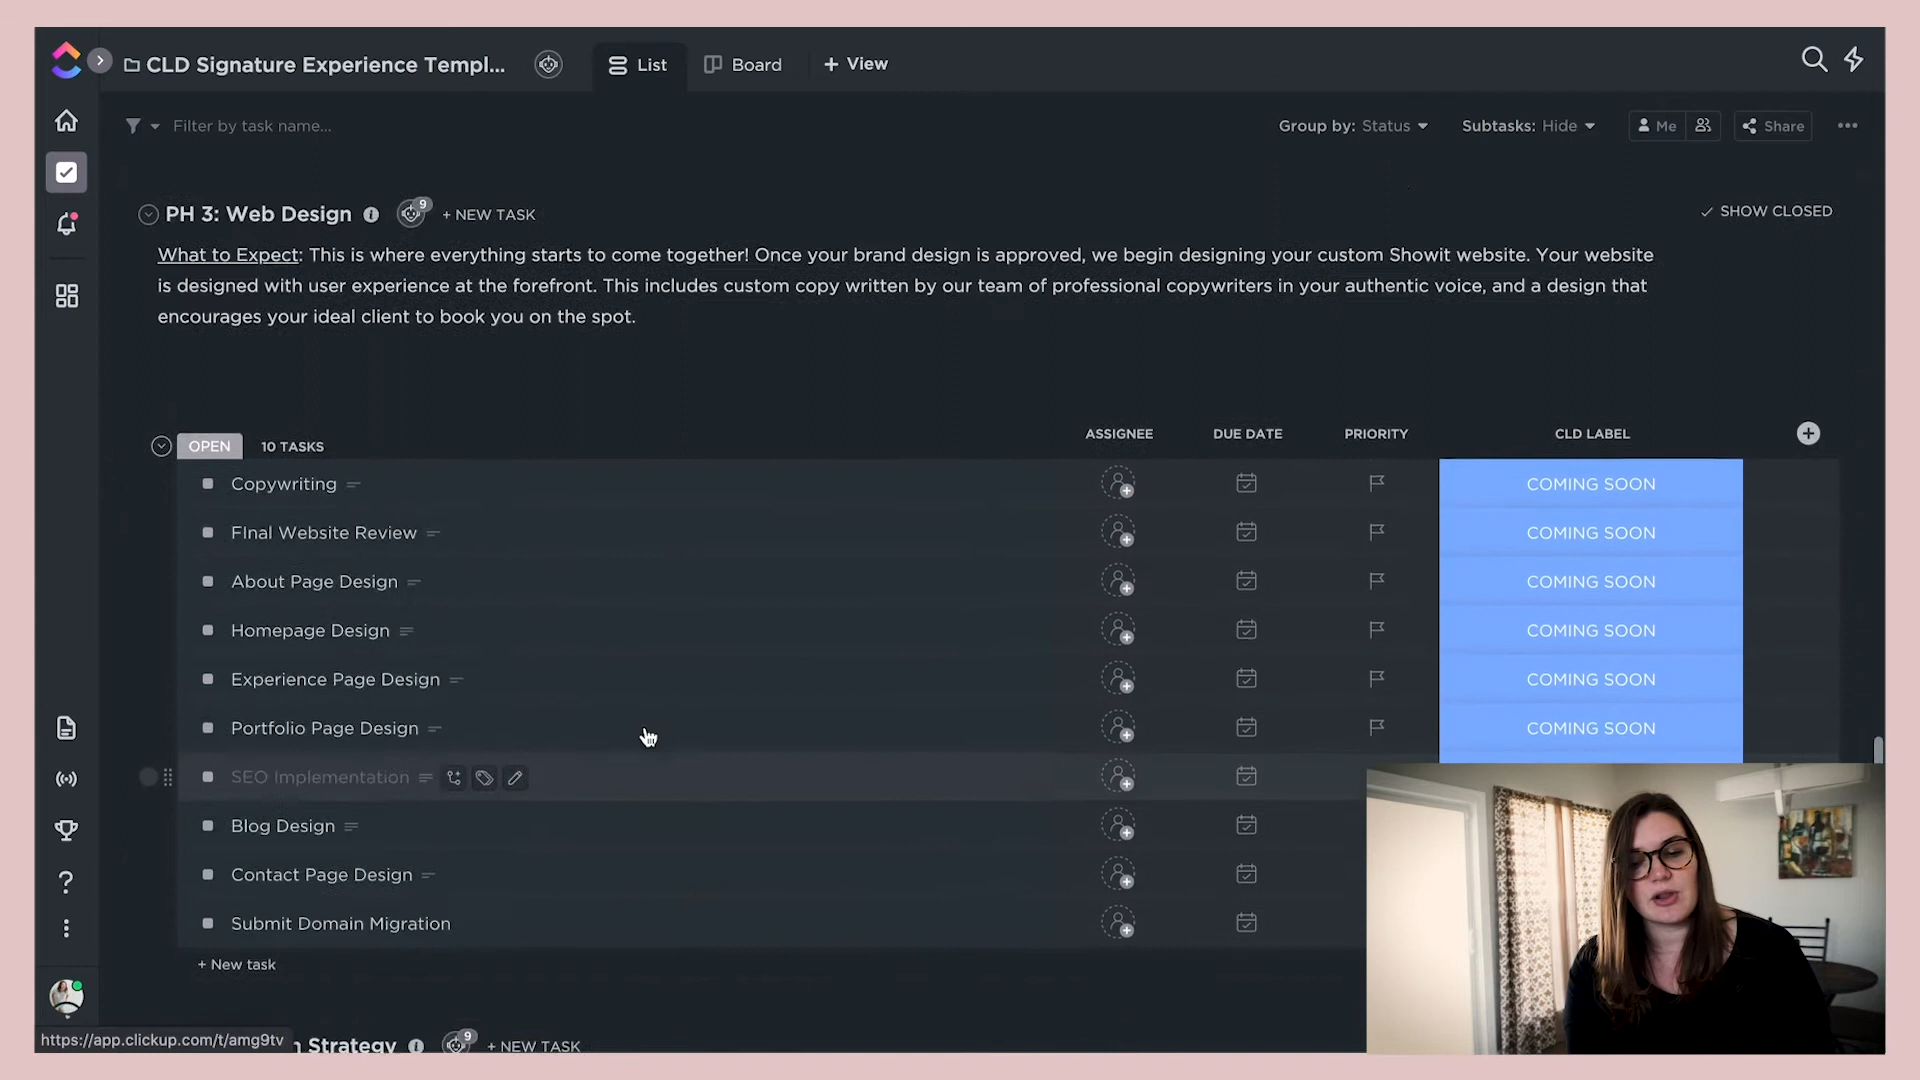 CLD Signature Experience Templ...
List
Board
+ View
Filter by task name...
Group by: Status
Subtasks: Hide
Me
Share
PH 3: Web Design
9
+ NEW TASK
SHOW CLOSED
What to Expect: This is where everything starts to come together! Once your brand design is approved, we begin designing your custom Showit website. Your website
is designed with user experience at the forefront. This includes custom copy written by our team of professional copywriters in your authentic voice, and a design that
encourages your ideal client to book you on the spot.
OPEN
10 TASKS
ASSIGNEE
DUE DATE
PRIORITY
CLD LABEL
Copywriting
COMING SOON
FInal Website Review
COMING SOON
About Page Design
COMING SOON
Homepage Design
COMING SOON
Experience Page Design
COMING SOON
Portfolio Page Design
COMING SOON
SEO Implementation
Blog Design
Contact Page Design
Submit Domain Migration
+ New task
https://app.clickup.com/t/amg9tv
n Strategy
9
+ NEW TASK